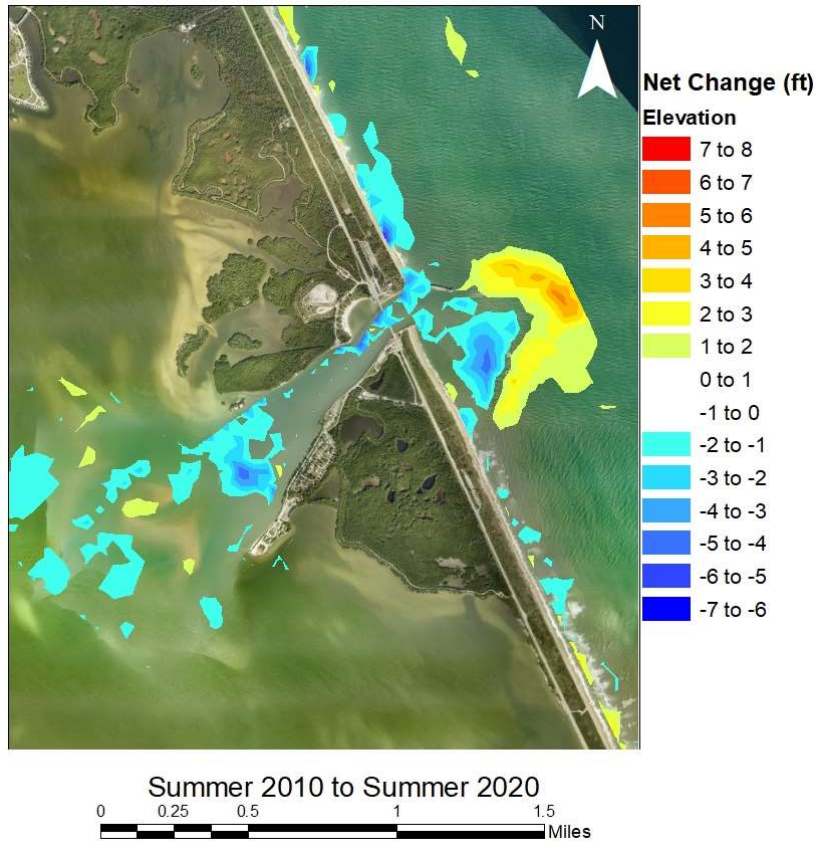 N
Net Change (ft)
Elevation
7 to 8
6 to 7
5 to 6
4 to 5
3 to 4
2 to 3
1 to 2
0 to 1
-1 to 0
-2 to -1
-3 to -2
-4 to -3
-5 to -4
-6 to -5
-7 to -6
Summer 2010 to Summer 2020
0 0.25 0.5 1 1.5
Miles